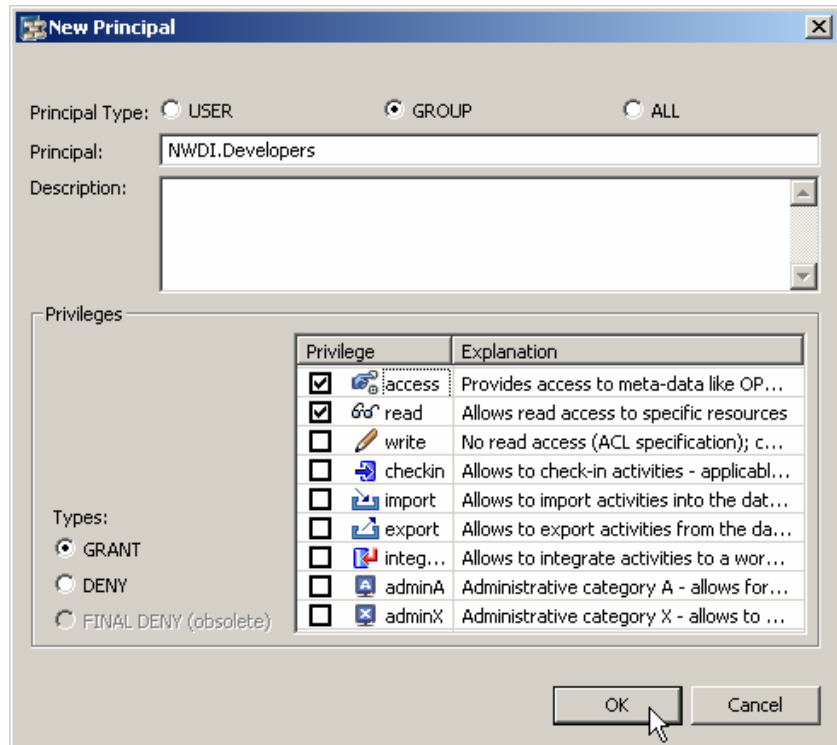 New Principal
Principal Type: USER GROUP ALL
Principal: NWDI.Developers
Description:
Privileges
Privilege Explanation
access Provides access to meta-data like OP...
read Allows read access to specific resources
write No read access (ACL specification); c...
checkin Allows to check-in activities - applicabl...
import Allows to import activities into the dat...
export Allows to export activities from the da...
integ... Allows to integrate activities to a wor...
adminA Administrative category A - allows for...
adminX Administrative category X - allows to ...
Types:
GRANT
DENY
FINAL DENY (obsolete)
OK Cancel